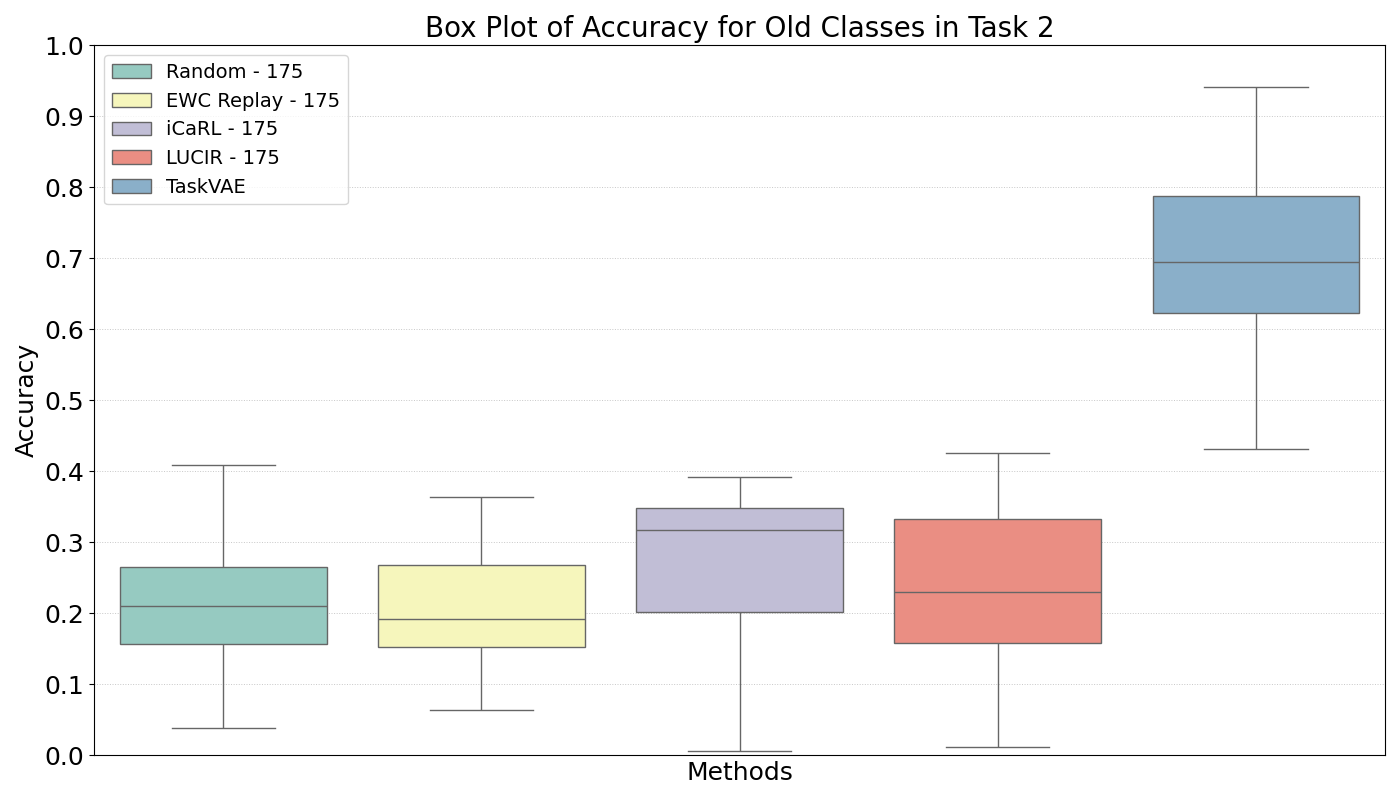 Box Plot of Accuracy for Old Classes in Task 2
1.0
0.9
0.8
0.7
0.6
0.5
0.4
0.3
0.2
0.1
0.0
Accuracy
Random - 175
EWC Replay - 175
iCaRL - 175
LUCIR - 175
TaskVAE
Methods